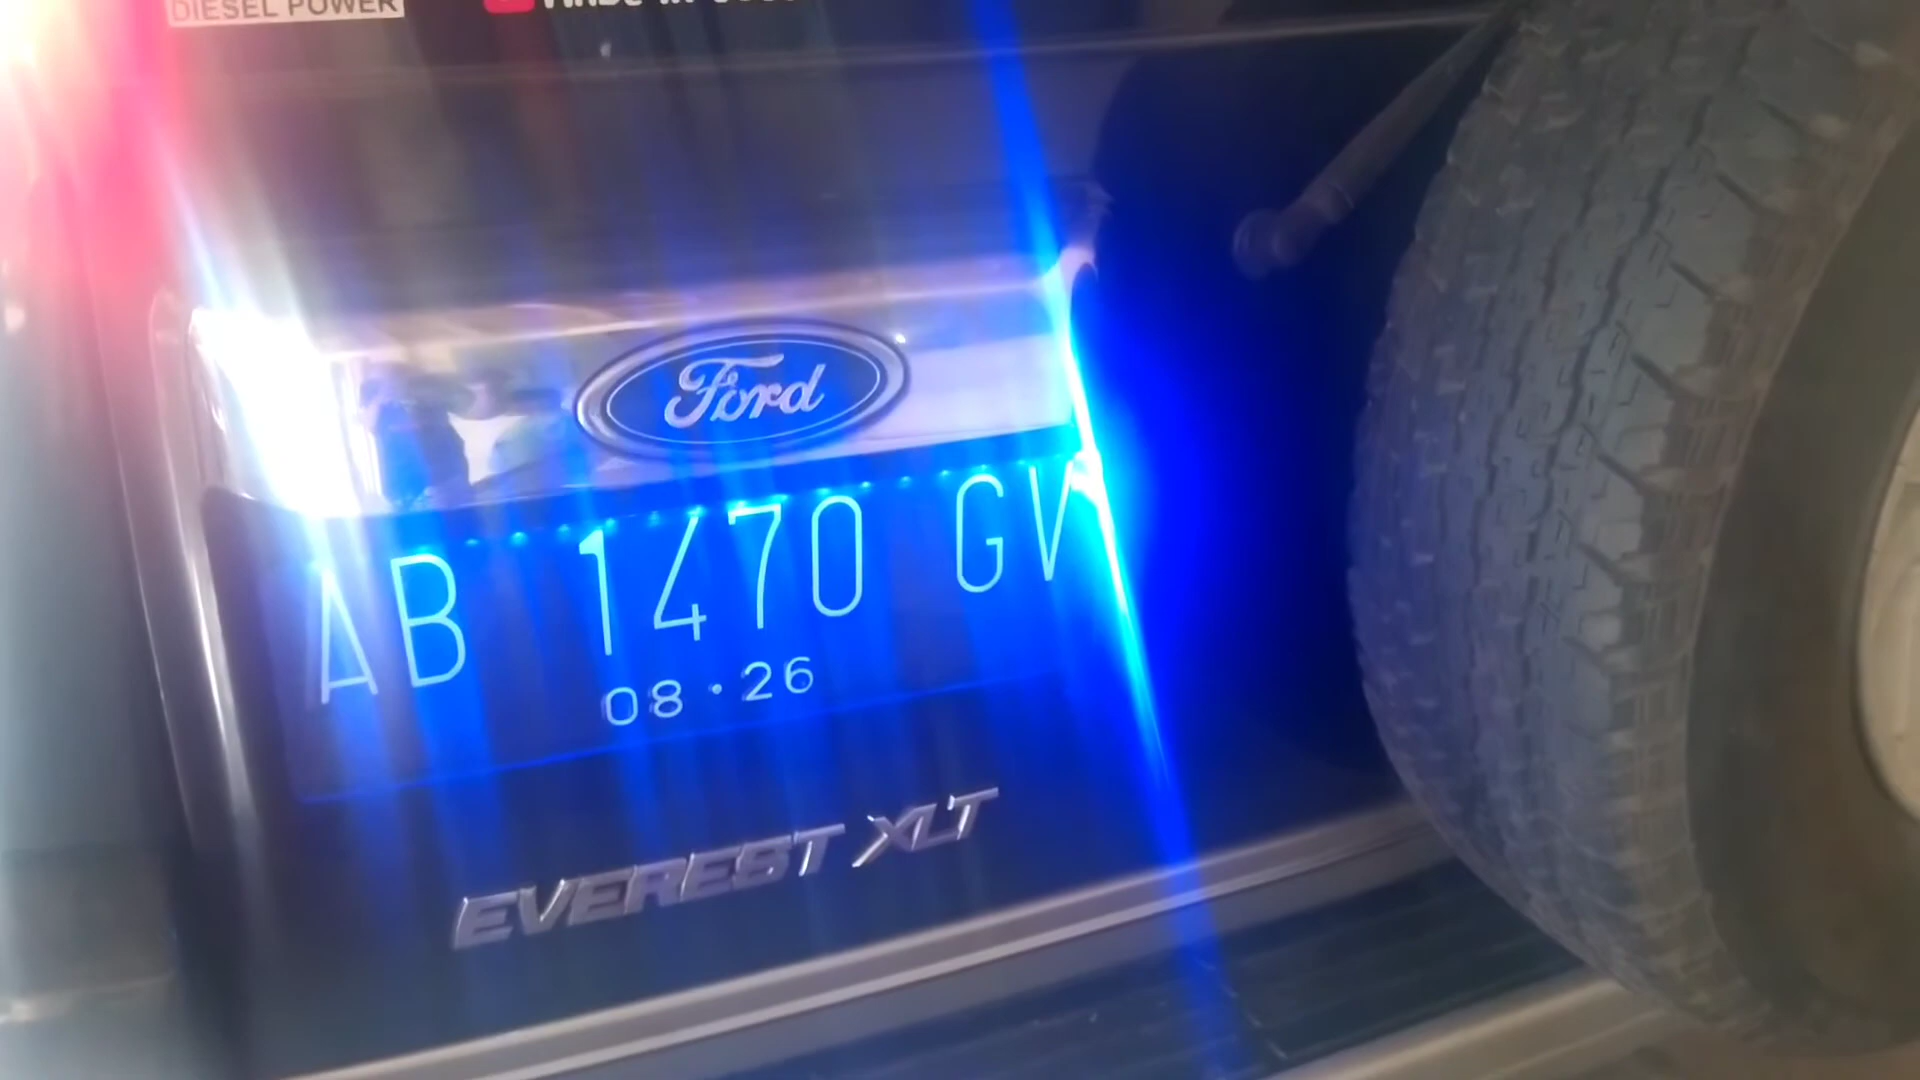 DIESEL POWER
Ford
AB 1470 GV
08·26
EVEREST XLT